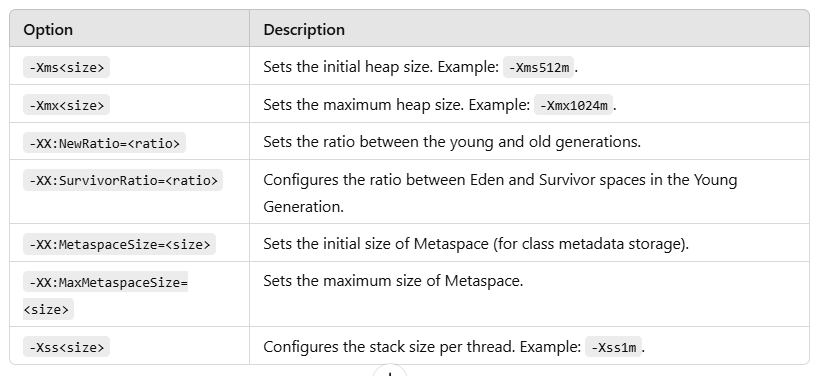 Option Description
-Xms<size> Sets the initial heap size. Example: -Xms512m.
-Xmx<size> Sets the maximum heap size. Example: -Xmx1024m.
-XX:NewRatio=<ratio> Sets the ratio between the young and old generations.
-XX:SurvivorRatio=<ratio> Configures the ratio between Eden and Survivor spaces in the Young
Generation.
-XX:MetaspaceSize=<size> Sets the initial size of Metaspace (for class metadata storage).
-XX:MaxMetaspaceSize= Sets the maximum size of Metaspace.
<size>
-Xss<size> Configures the stack size per thread. Example: -Xss1m.